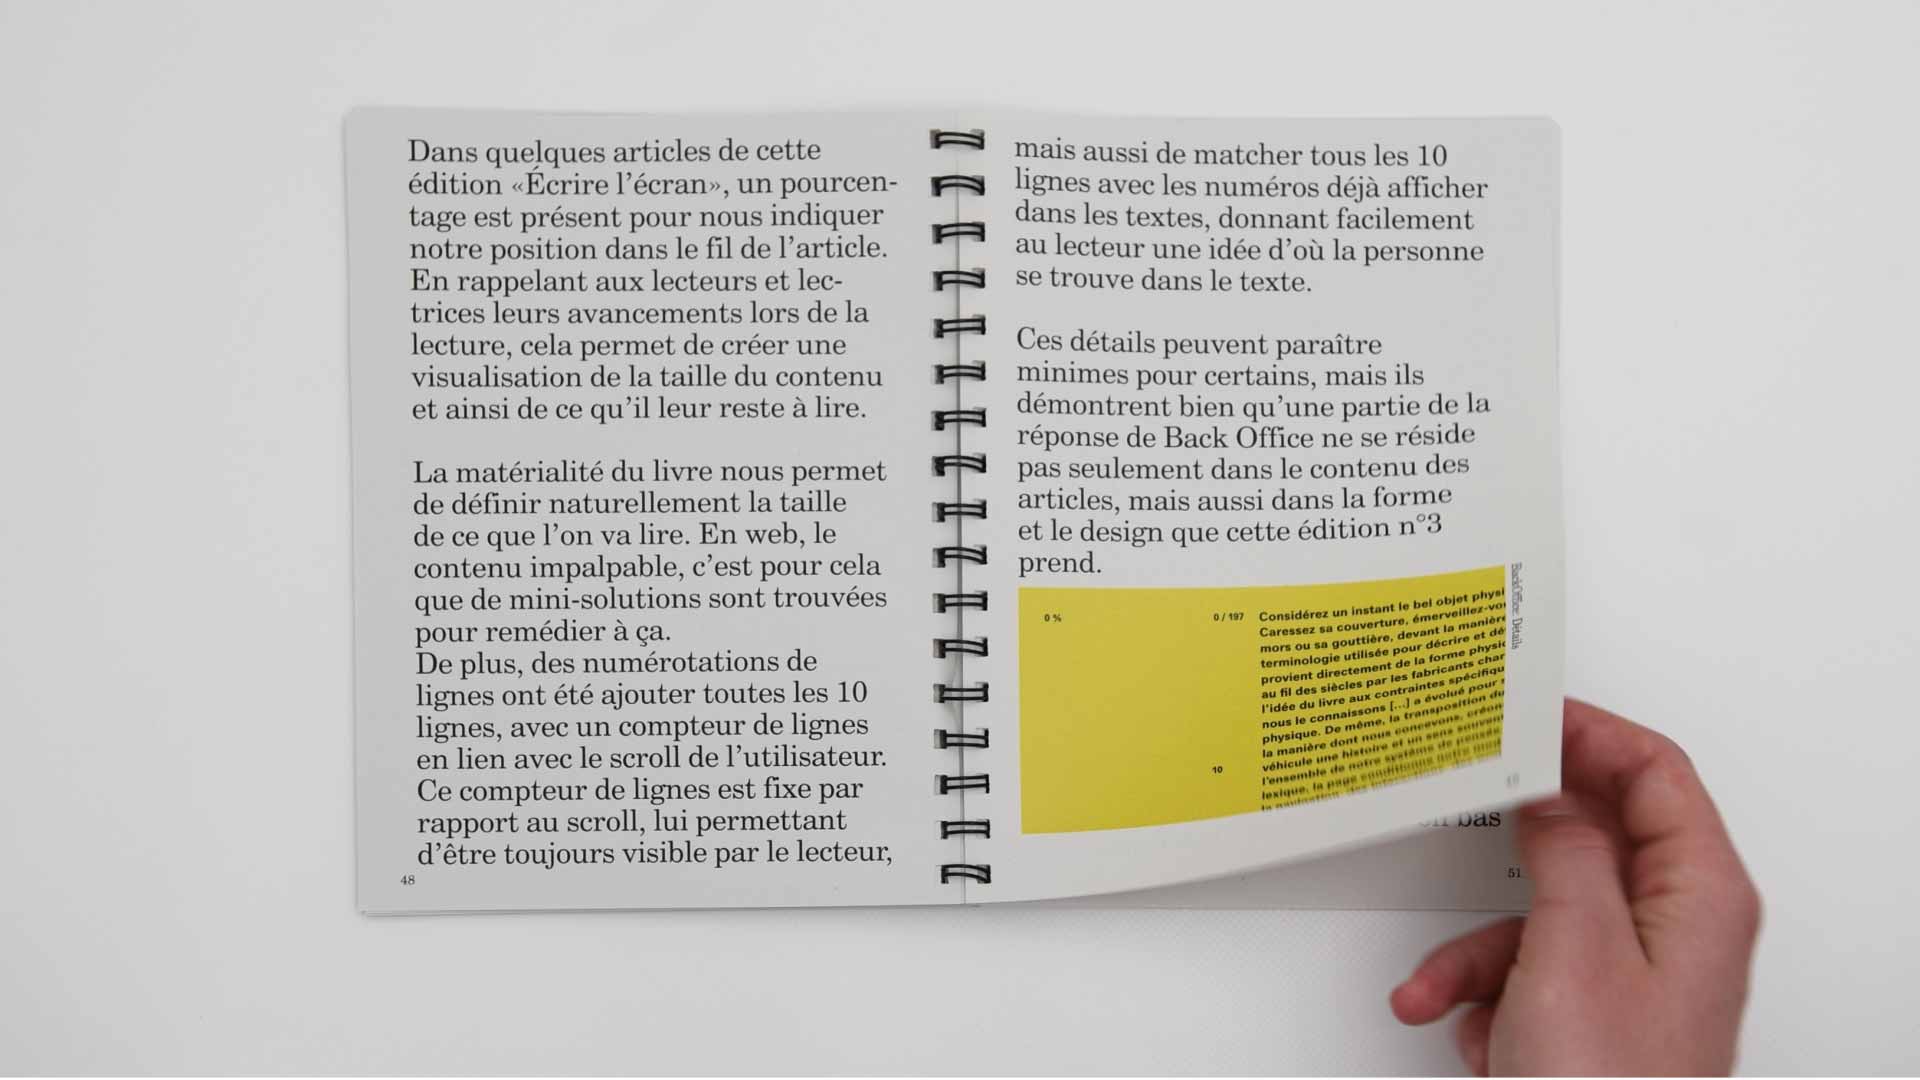 Dans quelques articles de cette
édition «Écrire l’écran», un pourcen-
tage est présent pour nous indiquer
notre position dans le fil de l’article.
En rappelant aux lecteurs et lec-
trices leurs avancements lors de la
lecture, cela permet de créer une
visualisation de la taille du contenu
et ainsi de ce qu’il leur reste à lire.
La matérialité du livre nous permet
de définir naturellement la taille
de ce que l’on va lire. En web, le
contenu impalpable, c’est pour cela
que de mini-solutions sont trouvées
pour remédier à ça.
De plus, des numérotations de
lignes ont été ajouter toutes les 10
lignes, avec un compteur de lignes
en lien avec le scroll de l’utilisateur.
Ce compteur de lignes est fixe par
rapport au scroll, lui permettant
d’être toujours visible par le lecteur,
48
mais aussi de matcher tous les 10
lignes avec les numéros déjà afficher
dans les textes, donnant facilement
au lecteur une idée d’où la personne
se trouve dans le texte.
Ces détails peuvent paraître
minimes pour certains, mais ils
démontrent bien qu’une partie de la
réponse de Back Office ne se réside
pas seulement dans le contenu des
articles, mais aussi dans la forme
et le design que cette édition n°3
prend.
0 %
0 / 197
Considérez un instant le bel objet physi
Caressez sa couverture, émerveillez-vou
mors ou sa gouttière, devant la manière
terminologie utilisée pour décrire et dé
provient directement de la forme physic
au fil des siècles par les fabricants char
l’idée du livre aux contraintes spécifiqu
nous le connaissons [...] a évolué pour
physique. De même, la transposition du
la manière dont nous concevons, créon
véhicule une histoire et un sens souvent
l’ensemble de notre système de pensée
lexique, la page conditionne notre
10
BackOffice: Détails
bas
51